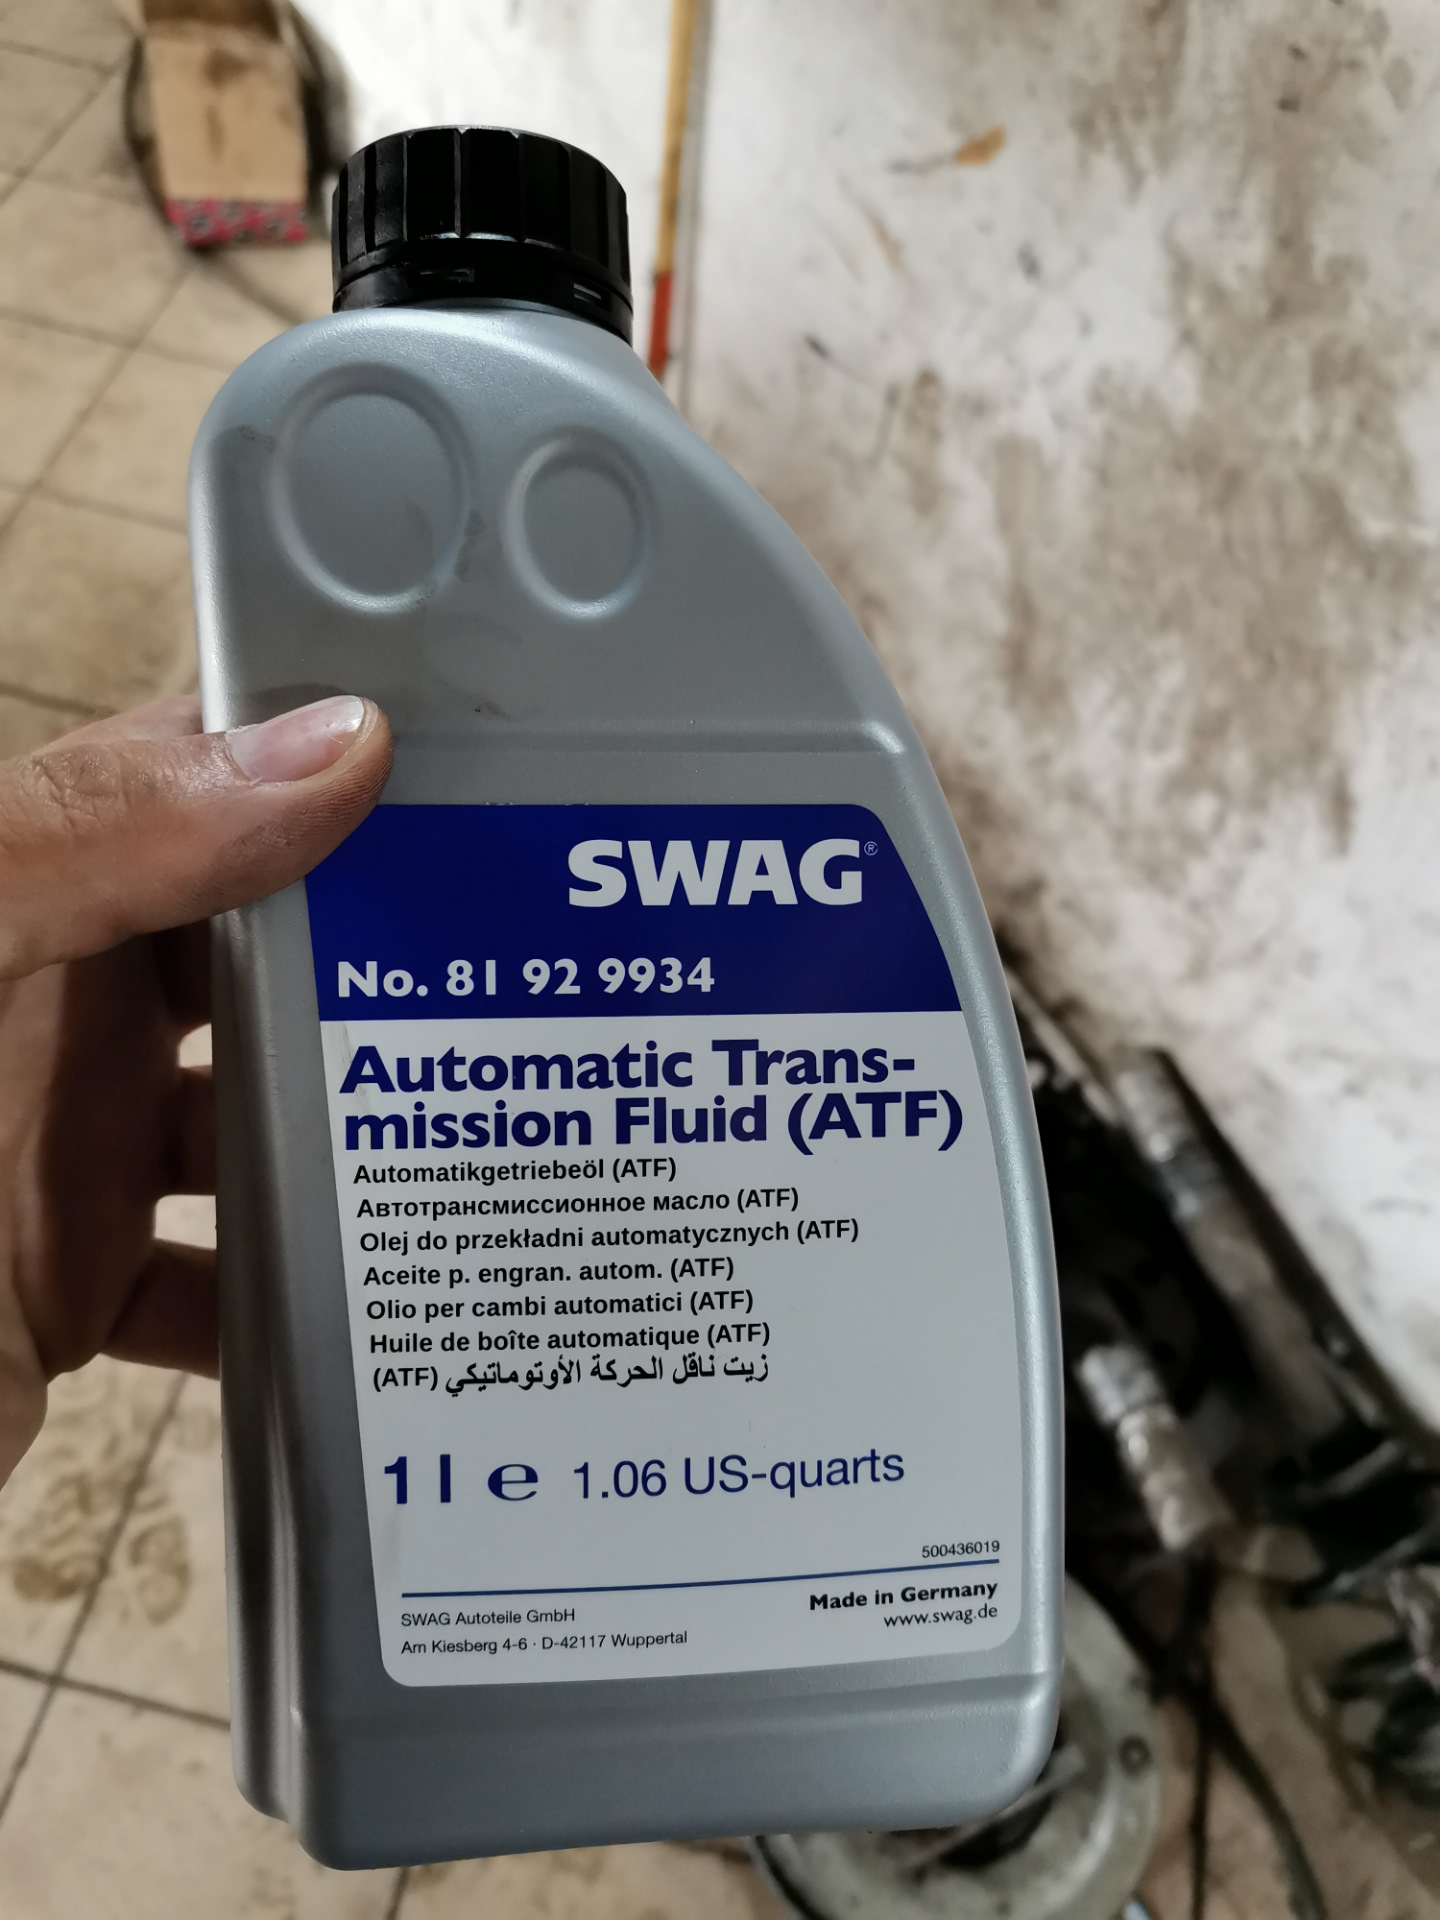 SWAG®
No. 81 92 9934
Automatic Trans-
mission Fluid (ATF)
Automatikgetriebeöl (ATF)
Автотрансмиссионное масло (ATF)
Olej do przekładni automatycznych (ATF)
Aceite p. engran. autom. (ATF)
Olio per cambi automatici (ATF)
Huile de boîte automatique (ATF)
زيت ناقل الحركة الأوتوماتيكي (ATF)
1 l e 1.06 US-quarts
500436019
SWAG Autoteile GmbH
Am Kiesberg 4-6 · D-42117 Wuppertal
Made in Germany
www.swag.de